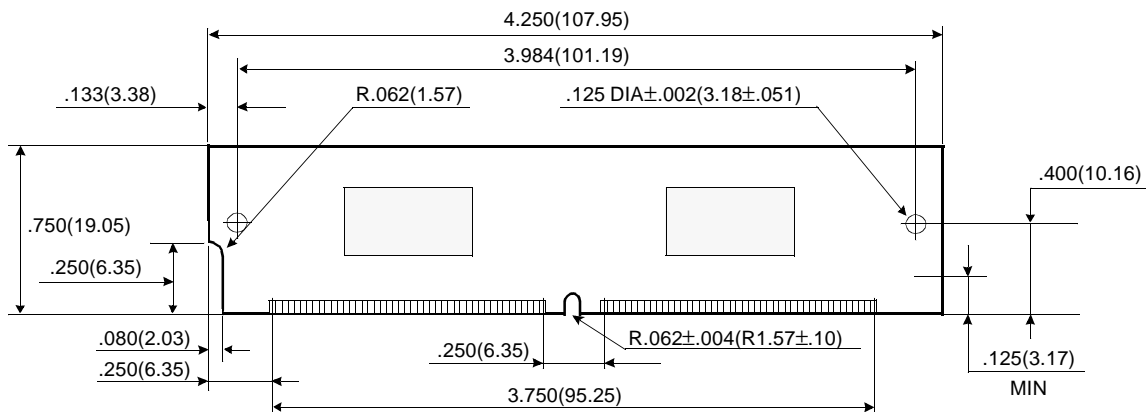 4.250(107.95)
3.984(101.19)
.133(3.38)
R.062(1.57)
.125 DIA±.002(3.18±.051)
.400(10.16)
.750(19.05)
.250(6.35)
.080(2.03)
.250(6.35)
R.062±.004(R1.57±.10)
.250(6.35)
.125(3.17)
MIN
3.750(95.25)